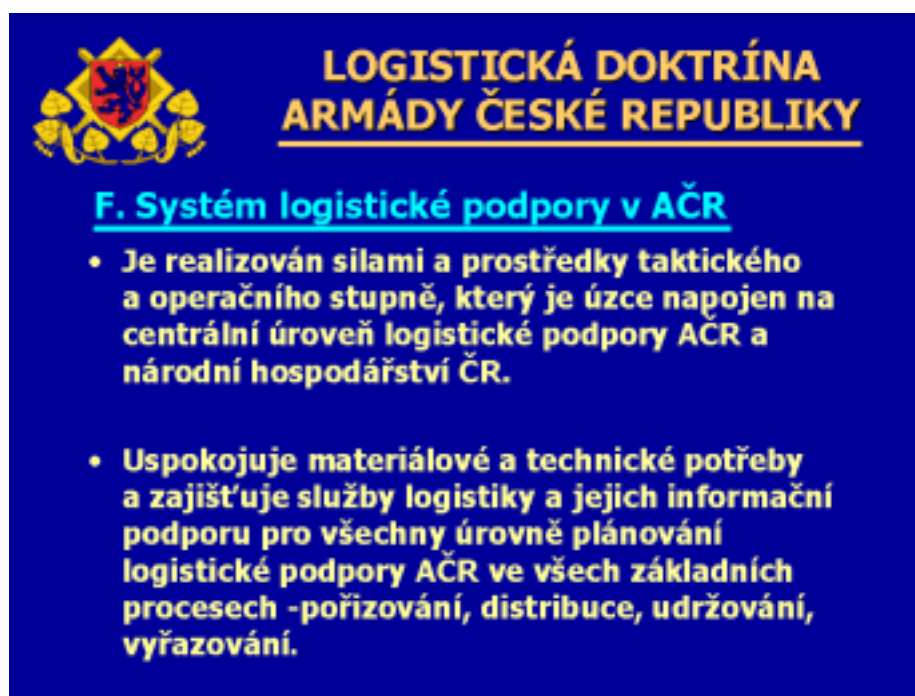 LOGISTICKÁ DOKTRÍNA
ARMÁDY ČESKÉ REPUBLIKY
F. Systém logistické podpory v AČR
• Je realizován silami a prostředky taktického
a operačního stupně, který je úzce napojen na
centrální úroveň logistické podpory AČR a
národní hospodářství ČR.
• Uspokojuje materiálové a technické potřeby
a zajišťuje služby logistiky a jejich informační
podporu pro všechny úrovně plánování
logistické podpory AČR ve všech základních
procesech -pořizování, distribuce, udržování,
vyřazování.